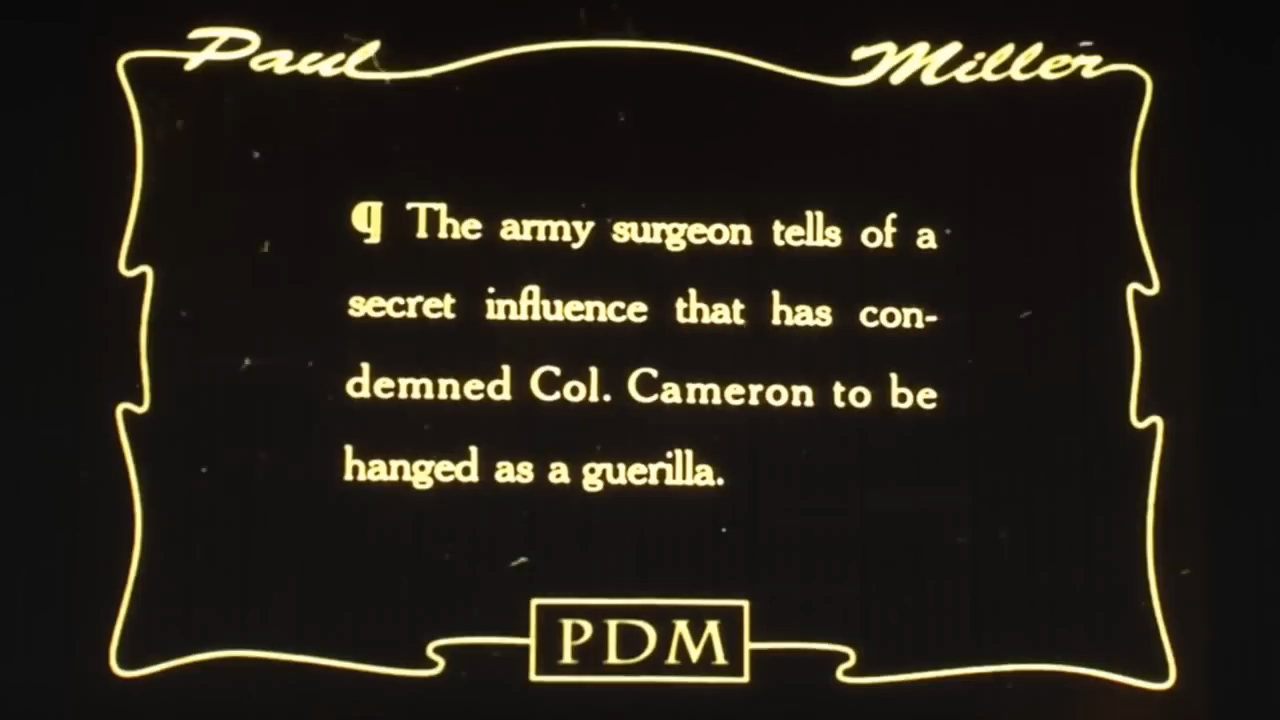 Paul Miller
¶ The army surgeon tells of a
secret influence that has con-
demned Col. Cameron to be
hanged as a guerilla.
PDM